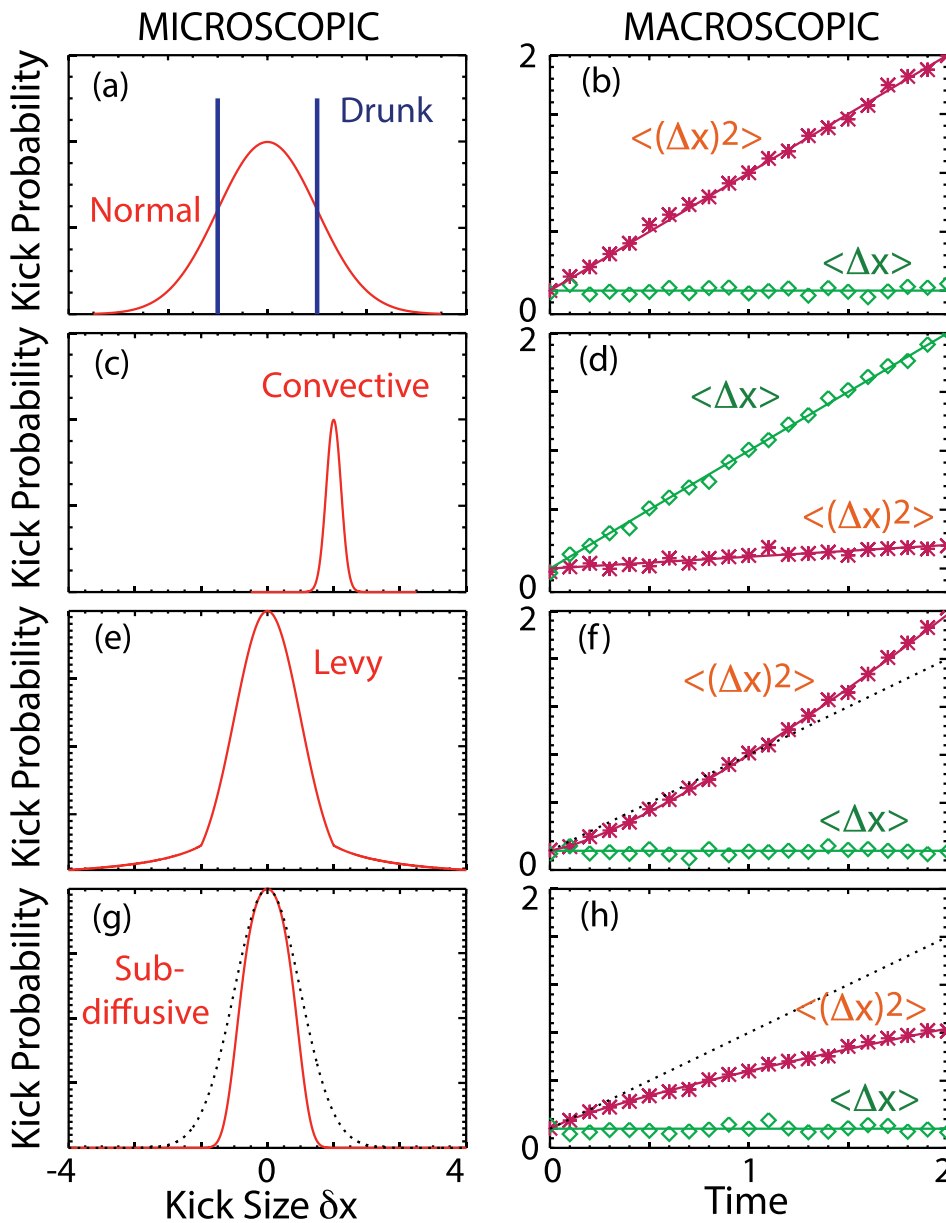 MICROSCOPIC
MACROSCOPIC
Kick Probability
(a)
Drunk
Normal
2
(b)
<(Δx)2>
<Δx>
0
Kick Probability
(c)
Convective
2
(d)
<Δx>
<(Δx)2>
0
Kick Probability
(e)
Levy
2
(f)
<(Δx)2>
<Δx>
0
Kick Probability
(g)
Sub-
diffusive
2
(h)
<(Δx)2>
<Δx>
0
-4 0 4
Kick Size δx
0 1 2
Time